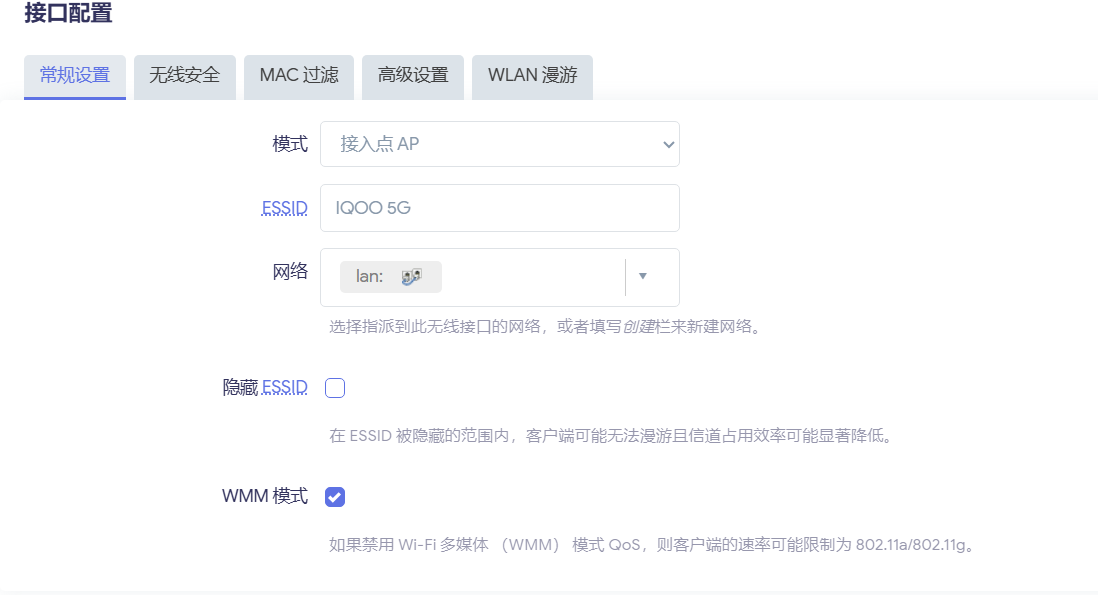 接口配置
常规设置 无线安全 MAC 过滤 高级设置 WLAN 漫游
模式 接入点 AP
ESSID IQOO 5G
网络 lan:
选择指派到此无线接口的网络，或者填写创建栏来新建网络。
隐藏 ESSID
在 ESSID 被隐藏的范围内，客户端可能无法漫游且信道占用效率可能显著降低。
WMM 模式
如果禁用 Wi-Fi 多媒体 （WMM） 模式 QoS，则客户端的速率可能限制为 802.11a/802.11g。